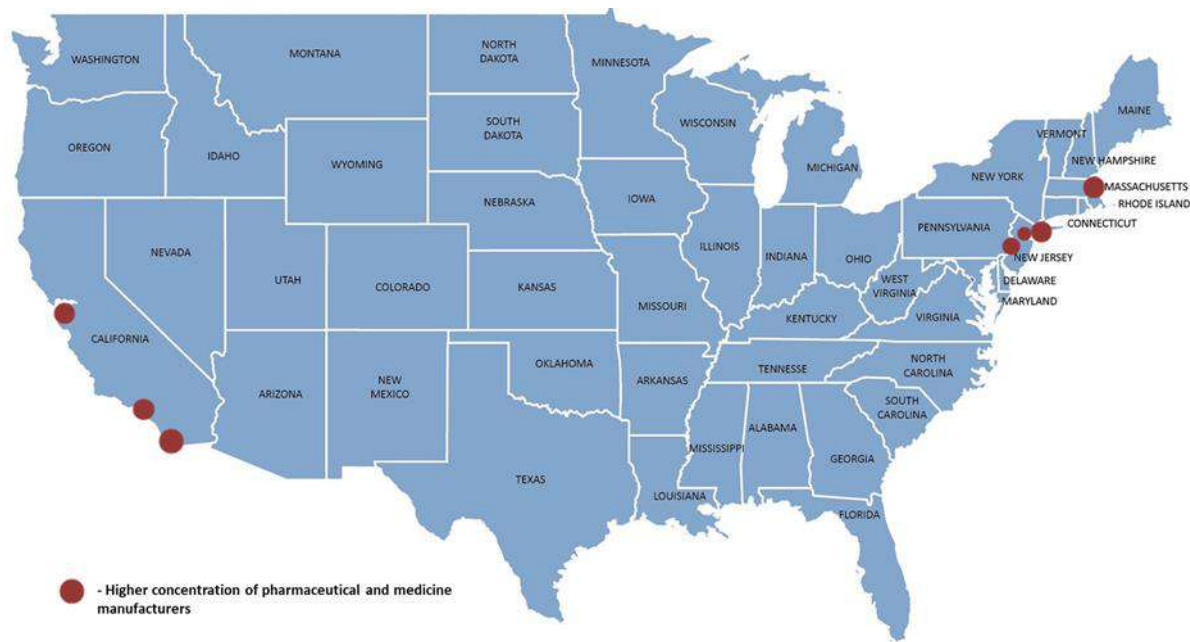 WASHINGTON
MONTANA
NORTH
DAKOTA
MINNESOTA
MAINE
OREGON
IDAHO
SOUTH
DAKOTA
WISCONSIN
VERMONT
NEW HAMPSHIRE
WYOMING
MICHIGAN
NEW YORK
MASSACHUSETTS
RHODE ISLAND
NEBRASKA
IOWA
CONNECTICUT
PENNSYLVANIA
NEVADA
ILLINOIS
INDIANA
OHIO
NEW JERSEY
UTAH
COLORADO
KANSAS
MISSOURI
WEST
VIRGINIA
DELAWARE
MARYLAND
CALIFORNIA
KENTUCKY
VIRGINIA
ARIZONA
NEW
MEXICO
OKLAHOMA
ARKANSAS
TENNESSEE
NORTH
CAROLINA
SOUTH
CAROLINA
MISSISSIPPI
ALABAMA
GEORGIA
TEXAS
LOUISIANA
FLORIDA
- Higher concentration of pharmaceutical and medicine
manufacturers